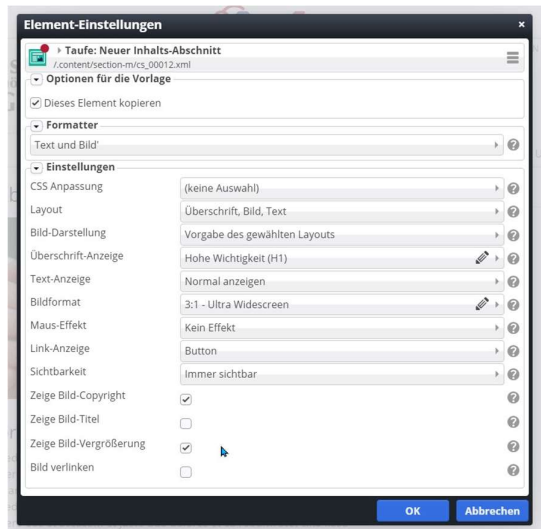 Element-Einstellungen
Taufe: Neuer Inhalts-Abschnitt
/.content/section-m/cs_00012.xml
Optionen für die Vorlage
Dieses Element kopieren
Formatter
Text und Bild'
Einstellungen
CSS Anpassung (keine Auswahl)
Layout Überschrift, Bild, Text
Bild-Darstellung Vorgabe des gewählten Layouts
Überschrift-Anzeige Hohe Wichtigkeit (H1)
Text-Anzeige Normal anzeigen
Bildformat 3:1 - Ultra Widescreen
Maus-Effekt Kein Effekt
Link-Anzeige Button
Sichtbarkeit Immer sichtbar
Zeige Bild-Copyright
Zeige Bild-Titel
Zeige Bild-Vergrößerung
Bild verlinken
OK Abbrechen